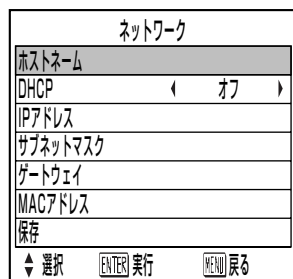 ネットワーク
ホストネーム
DHCP オフ
IPアドレス
サブネットマスク
ゲートウェイ
MACアドレス
保存
選択 ENTER 実行 MENU 戻る